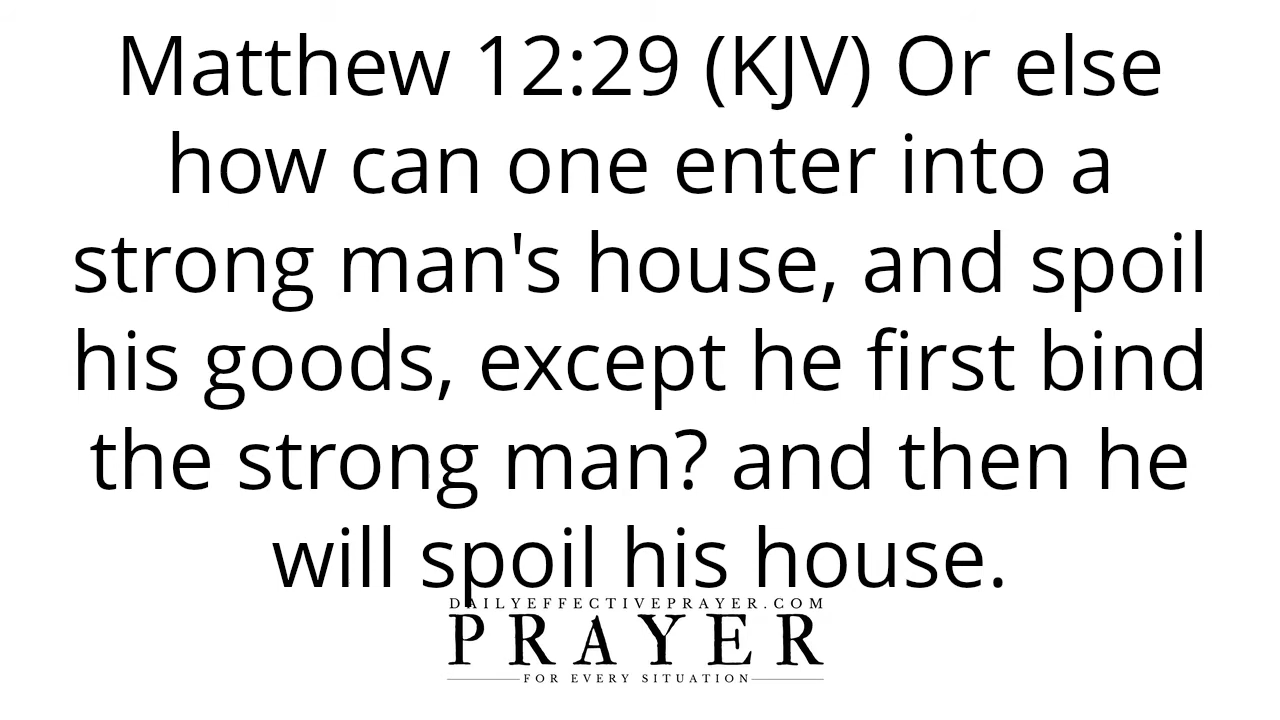 Matthew 12:29 (KJV) Or else
how can one enter into a
strong man's house, and spoil
his goods, except he first bind
the strong man? and then he
will spoil his house.
DAILYEFFECTIVEPRAYER.COM
PRAYER
FOR EVERY SITUATION